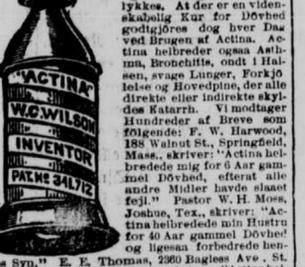 lykkes. At der er en viden-
skabelig Kur for Døvhed
godtgjöres dog hver Dag
ved Brugen af Actina. Ac-
tina helbreder ogsaa Asth-
ma, Bronchitis, ondt i Hal-
sen, svage Lunger, Forkjö
lelse og Hovedpine, der alle
direkte eller indirekte skyl-
des Katarrh. Vi modtager
Hundreder af Breve som
følgende: F. W. Harwood,
188 Walnut St., Springfield,
Mass., skriver: "Actina hel-
bredede mig for 6 Aar gam-
mel Døvhed, efterat alle
andre Midler havde slaaet
fejl." Pastor W. H. Moss,
Joshue, Tex., skriver: "Ac-
tina helbredede min Hustru
for 40 Aar gammel Døvhed
og ligesaa forbedrede hen-
s Syn." E. E. Thomas, 2360 Bagless Ave. St.
"ACTINA"
W.C. WILSON
INVENTOR
PAT. No 341,712